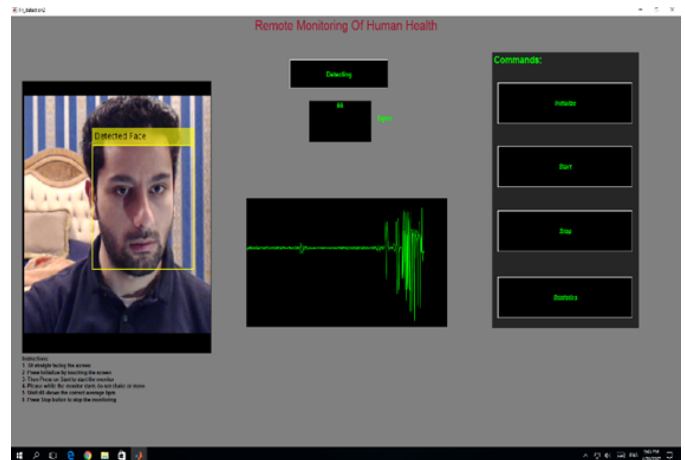 Remote Monitoring Of Human Health
Detecting
66
bpm
Detected Face
Commands:
Initialize
Start
Stop
Statistics
Instructions:
1- Sit straight facing the screen
2- Press Initialize by touching the screen
3- Then Press on Start to start the monitor
4- Please while the monitor starts do not shake or move
5- Wait till shows the correct average bpm
6- Press Stop button to stop the monitoring
ENG